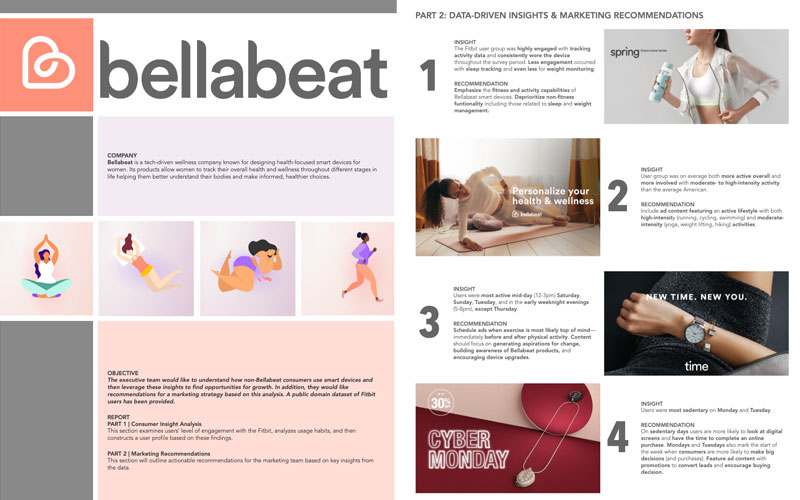 bellabeat
COMPANY
Bellabeat is a tech-driven wellness company known for designing health-focused smart devices for
women. Its products allow women to track their overall health and wellness throughout different stages in
life helping them better understand their bodies and make informed, healthier choices.
OBJECTIVE
The executive team would like to understand how non-Bellabeat consumers use smart devices and
then leverage these insights to find opportunities for growth. In addition, they would like
recommendations for a marketing strategy based on this analysis. A public domain dataset of Fitbit
users has been provided.
REPORT
PART 1 | Consumer Insight Analysis
This section examines users' level of engagement with the Fitbit, analyzes usage habits, and then
constructs a user profile based on these findings.
PART 2 | Marketing Recommendations
This section will outline actionable recommendations for the marketing team based on key insights from
the data.
PART 2: DATA-DRIVEN INSIGHTS & MARKETING RECOMMENDATIONS
1
INSIGHT
The Fitbit user group was highly engaged with tracking
activity data and consistently wore the device
throughout the survey period. Less engagement occurred
with sleep tracking and even less for weight monitoring.
RECOMMENDATION
Emphasize the fitness and activity capabilities of
Bellabeat smart devices. Deprioritize non-fitness
funtionality including those related to sleep and weight
management.
spring
Personalize your
health & wellness
bellabeat
2
INSIGHT
User group was on average both more active overall and
more involved with moderate- to high-intensity activity
than the average American.
RECOMMENDATION
Include ad content featuring an active lifestyle with both
high-intensity (running, cycling, swimming) and moderate-
intensity (yoga, weight lifting, hiking) activities.
3
INSIGHT
Users were most active mid-day (12-3pm) Saturday,
Sunday, Tuesday, and in the early weeknight evenings
(5-8pm), except Thursday.
RECOMMENDATION
Schedule ads when exercise is most likely top of mind—
immediately before and after physical activity. Content
should focus on generating aspirations for change,
building awareness of Bellabeat products, and
encouraging device upgrades.
NEW TIME. NEW YOU.
time
30%
CYBER
MONDAY
4
INSIGHT
Users were most sedentary on Monday and Tuesday.
RECOMMENDATION
On sedentary days users are more likely to look at digital
screens and have the time to complete an online
purchase. Mondays and Tuesdays also mark the start of
the week when consumers are more likely to make big
decisions (and purchases). Feature ad content with
promotions to convert leads and encourage buying
decision.